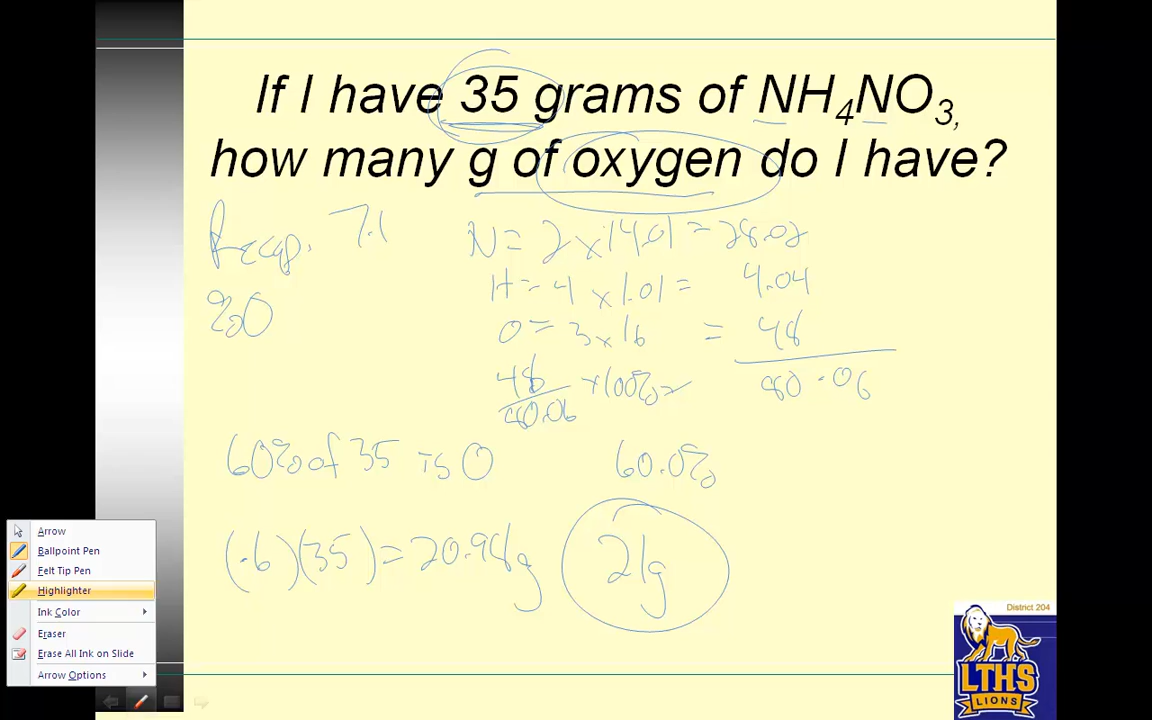 If I have 35 grams of NH4NO3,
how many g of oxygen do I have?
Recap. 7.1
N = 2 x 14.01 = 28.02
H = 4 x 1.01 = 4.04
%O
O = 3 x 16 = 48
80.06
48/80.06 x 100% =
60% of 35 is O
60.0%
(.6)(35) = 20.98g
21g
Arrow
Ballpoint Pen
Felt Tip Pen
Highlighter
Ink Color
Eraser
Erase All Ink on Slide
Arrow Options
District 204
LTHS
LIONS